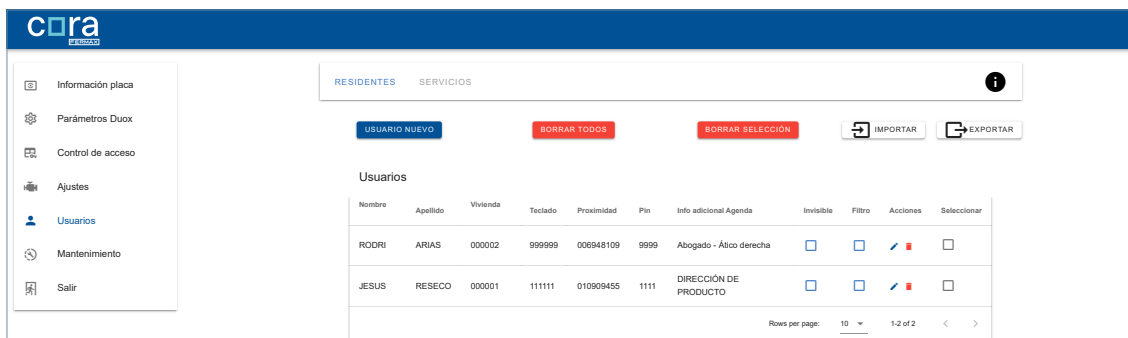 cora
FERMAX
Información placa
Parámetros Duox
Control de acceso
Ajustes
Usuarios
Mantenimiento
Salir
RESIDENTES SERVICIOS
i
USUARIO NUEVO BORRAR TODOS BORRAR SELECCIÓN IMPORTAR EXPORTAR
Usuarios
Nombre Apellido Vivienda Teclado Proximidad Pin Info adicional Agenda Invisible Filtro Acciones Seleccionar
RODRI ARIAS 000002 999999 006948109 9999 Abogado - Ático derecha
JESUS RESECO 000001 111111 010909455 1111 DIRECCIÓN DE
PRODUCTO
Rows per page: 10 1-2 of 2